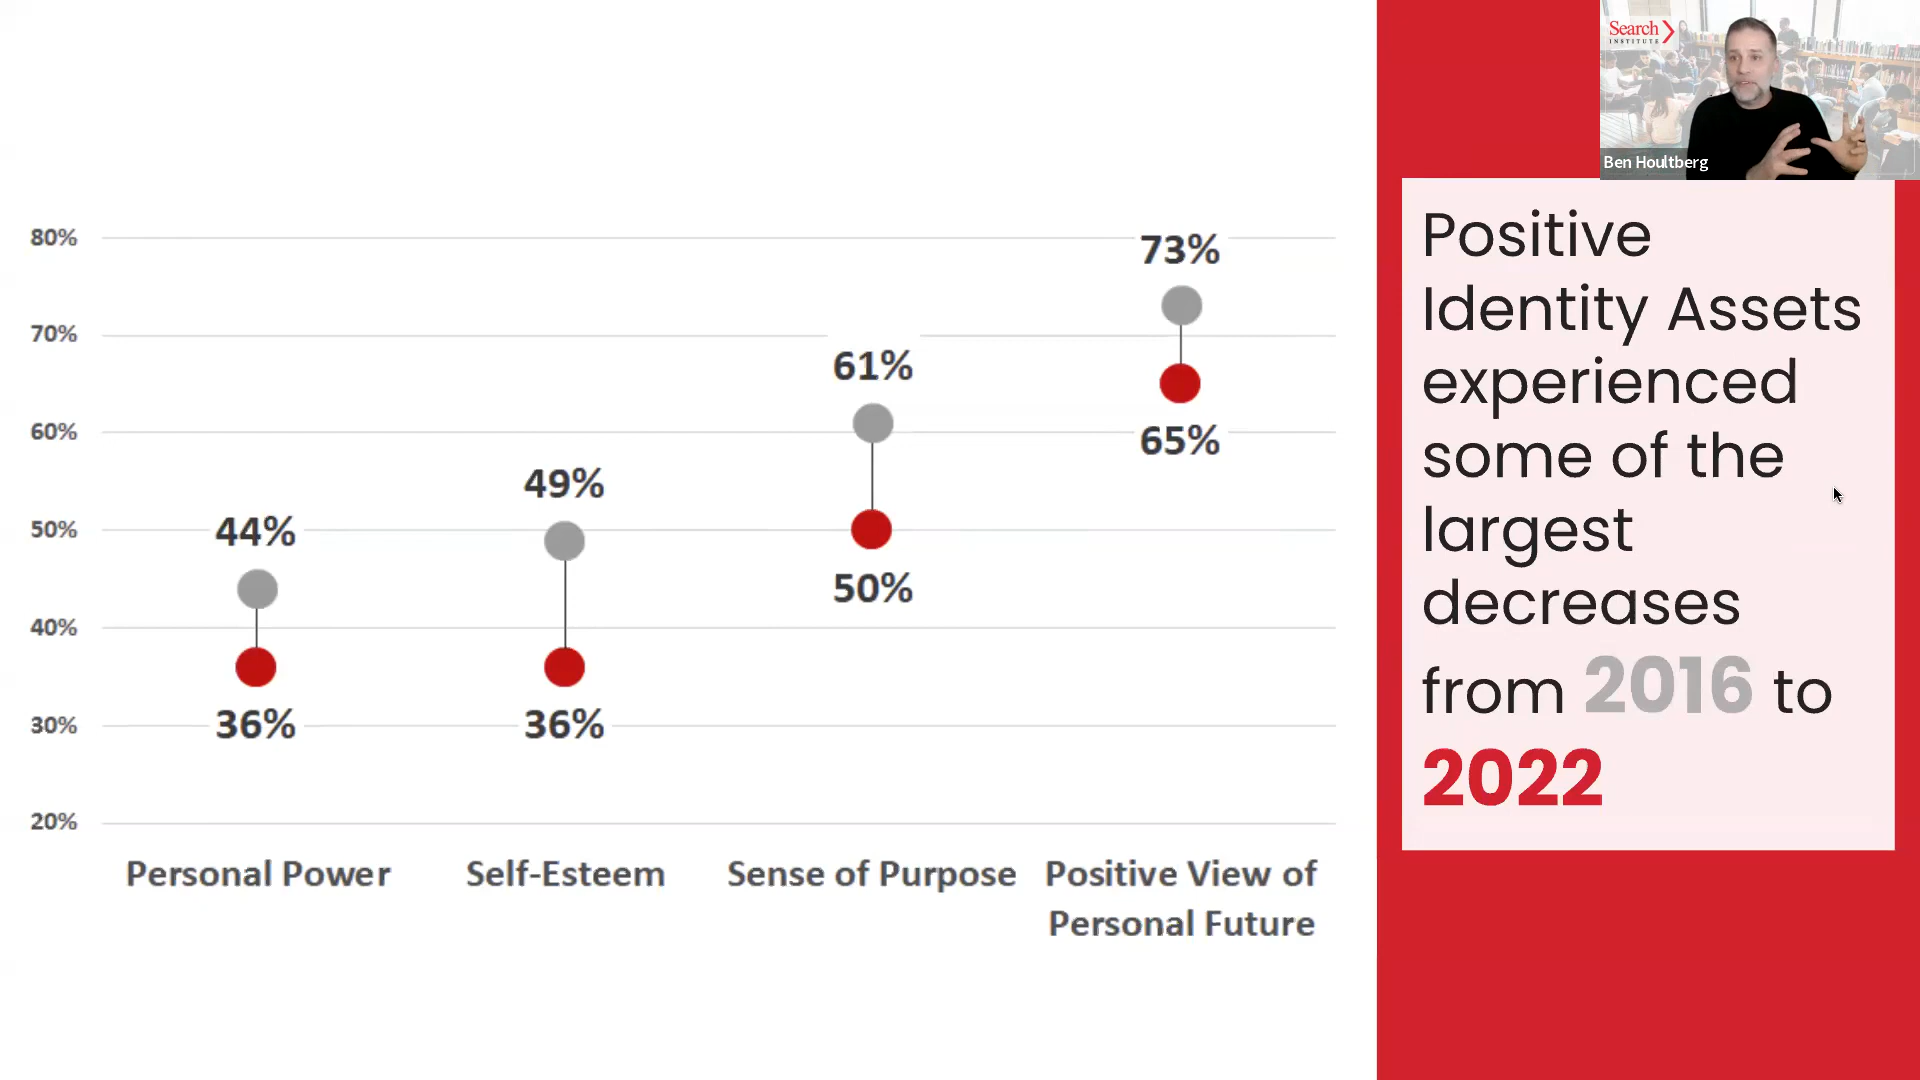 80%
70%
60%
50%
40%
30%
20%
44%
36%
49%
36%
61%
50%
73%
65%
Personal Power
Self-Esteem
Sense of Purpose
Positive View of
Personal Future
Search
INSTITUTE
Ben Houltberg
Positive
Identity Assets
experienced
some of the
largest
decreases
from 2016 to
2022